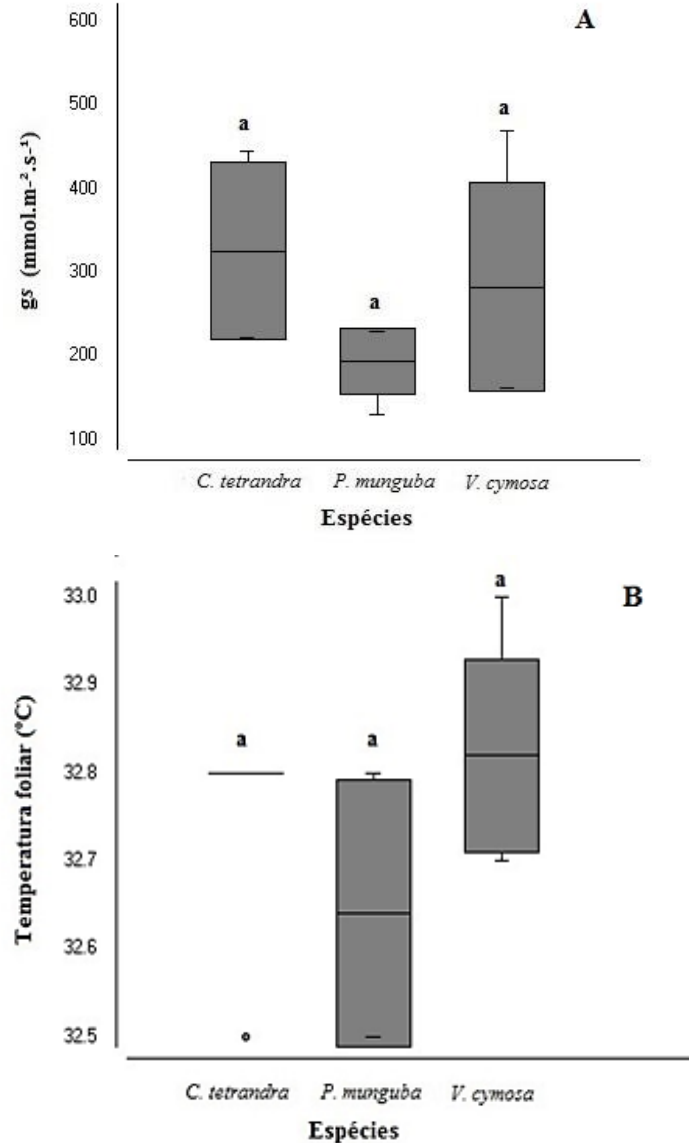 A
gs (mmol.m-².s-¹)
600
500
400
300
200
100
a
a
a
C. tetrandra P. munguba V. cymosa
Espécies
B
Temperatura foliar (°C)
33.0
32.9
32.8
32.7
32.6
32.5
a
a
a
C. tetrandra P. munguba V. cymosa
Espécies